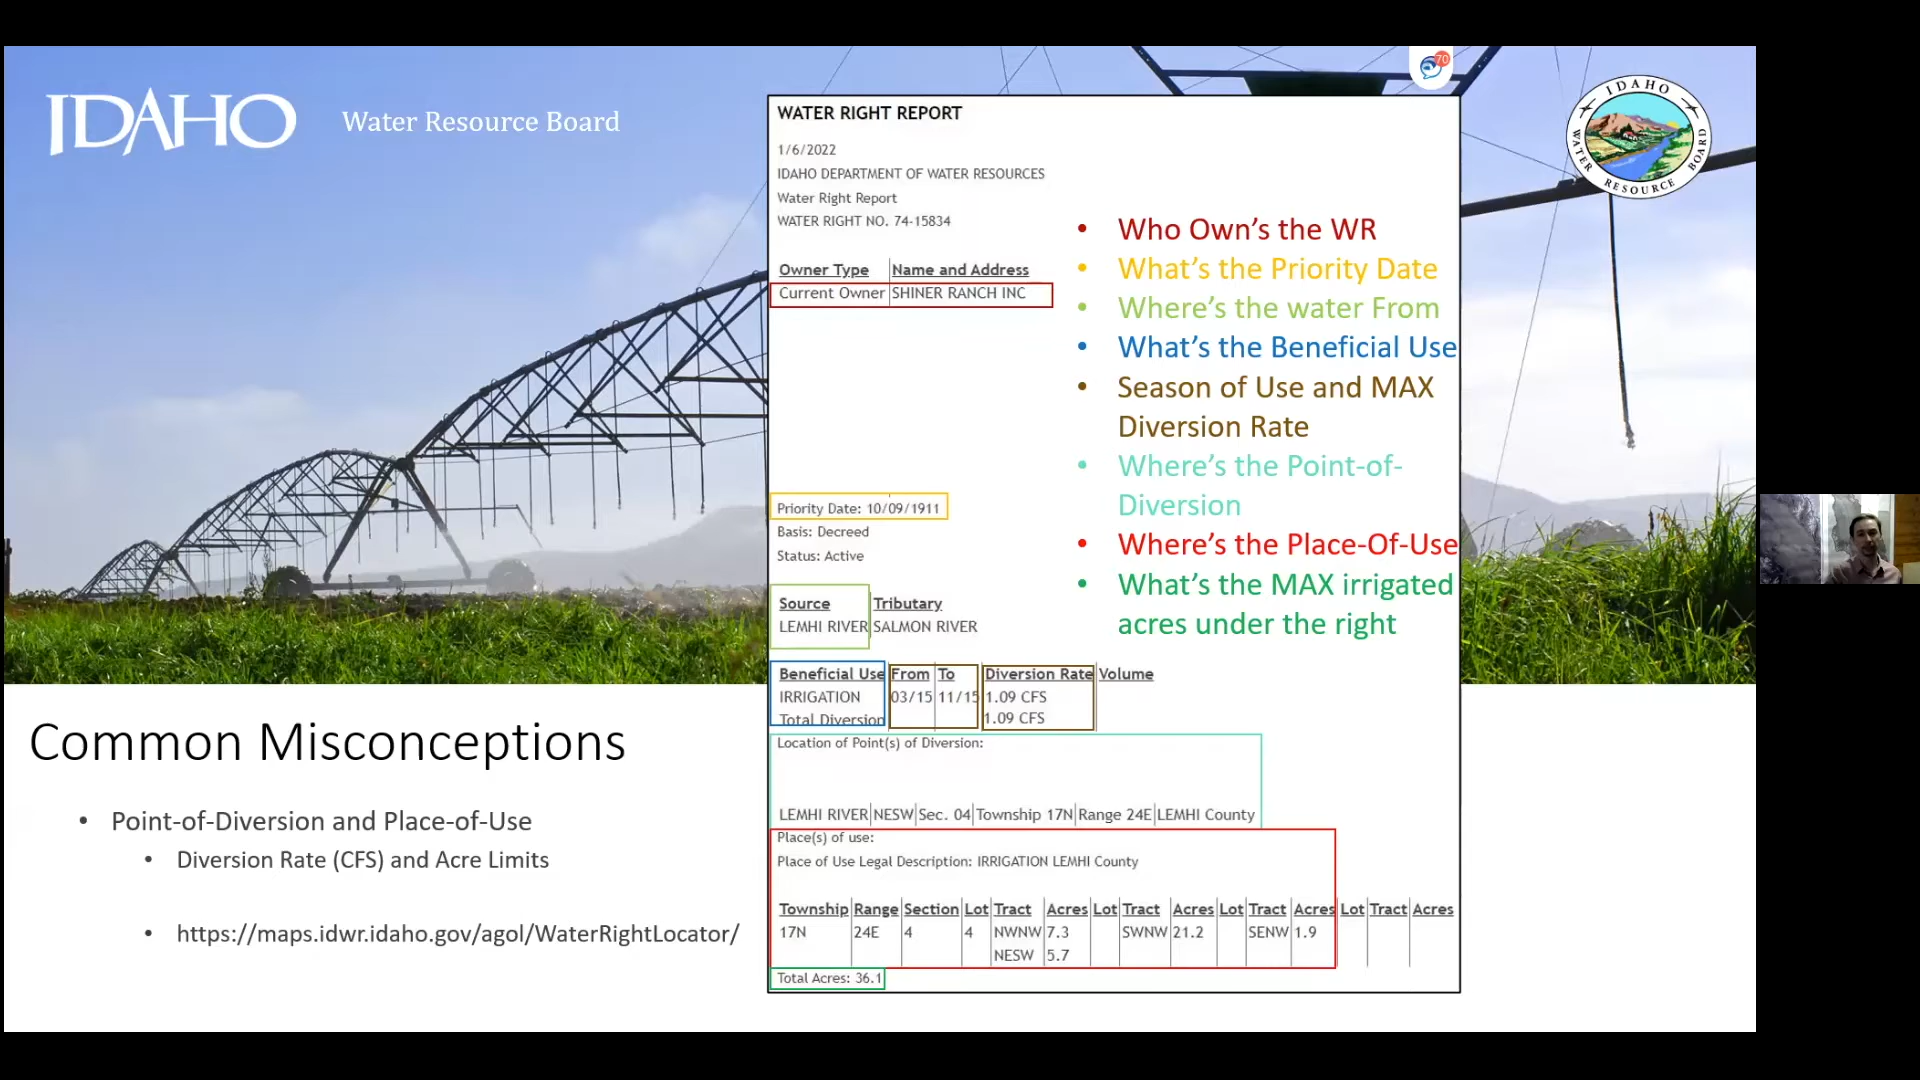 IDAHO Water Resource Board
70
IDAHO WATER RESOURCE BOARD
WATER RIGHT REPORT
1/6/2022
IDAHO DEPARTMENT OF WATER RESOURCES
Water Right Report
WATER RIGHT NO. 74-15834
Owner Type Name and Address
Current Owner SHINER RANCH INC
Priority Date: 10/09/1911
Basis: Decreed
Status: Active
Source Tributary
LEMHI RIVER SALMON RIVER
Beneficial Use From To Diversion Rate Volume
IRRIGATION 03/15 11/15 1.09 CFS
Total Diversion 1.09 CFS
Location of Point(s) of Diversion:
LEMHI RIVER NESW Sec. 04 Township 17N Range 24E LEMHI County
Place(s) of use:
Place of Use Legal Description: IRRIGATION LEMHI County
Township Range Section Lot Tract Acres Lot Tract Acres Lot Tract Acres Lot Tract Acres
17N 24E 4 4 NWNW 7.3 SWNW 21.2 SENW 1.9
NESW 5.7
Total Acres: 36.1
• Who Own's the WR
• What's the Priority Date
• Where's the water From
• What's the Beneficial Use
• Season of Use and MAX
Diversion Rate
• Where's the Point-of-
Diversion
• Where's the Place-Of-Use
• What's the MAX irrigated
acres under the right
Common Misconceptions
• Point-of-Diversion and Place-of-Use
• Diversion Rate (CFS) and Acre Limits
• https://maps.idwr.idaho.gov/agol/WaterRightLocator/